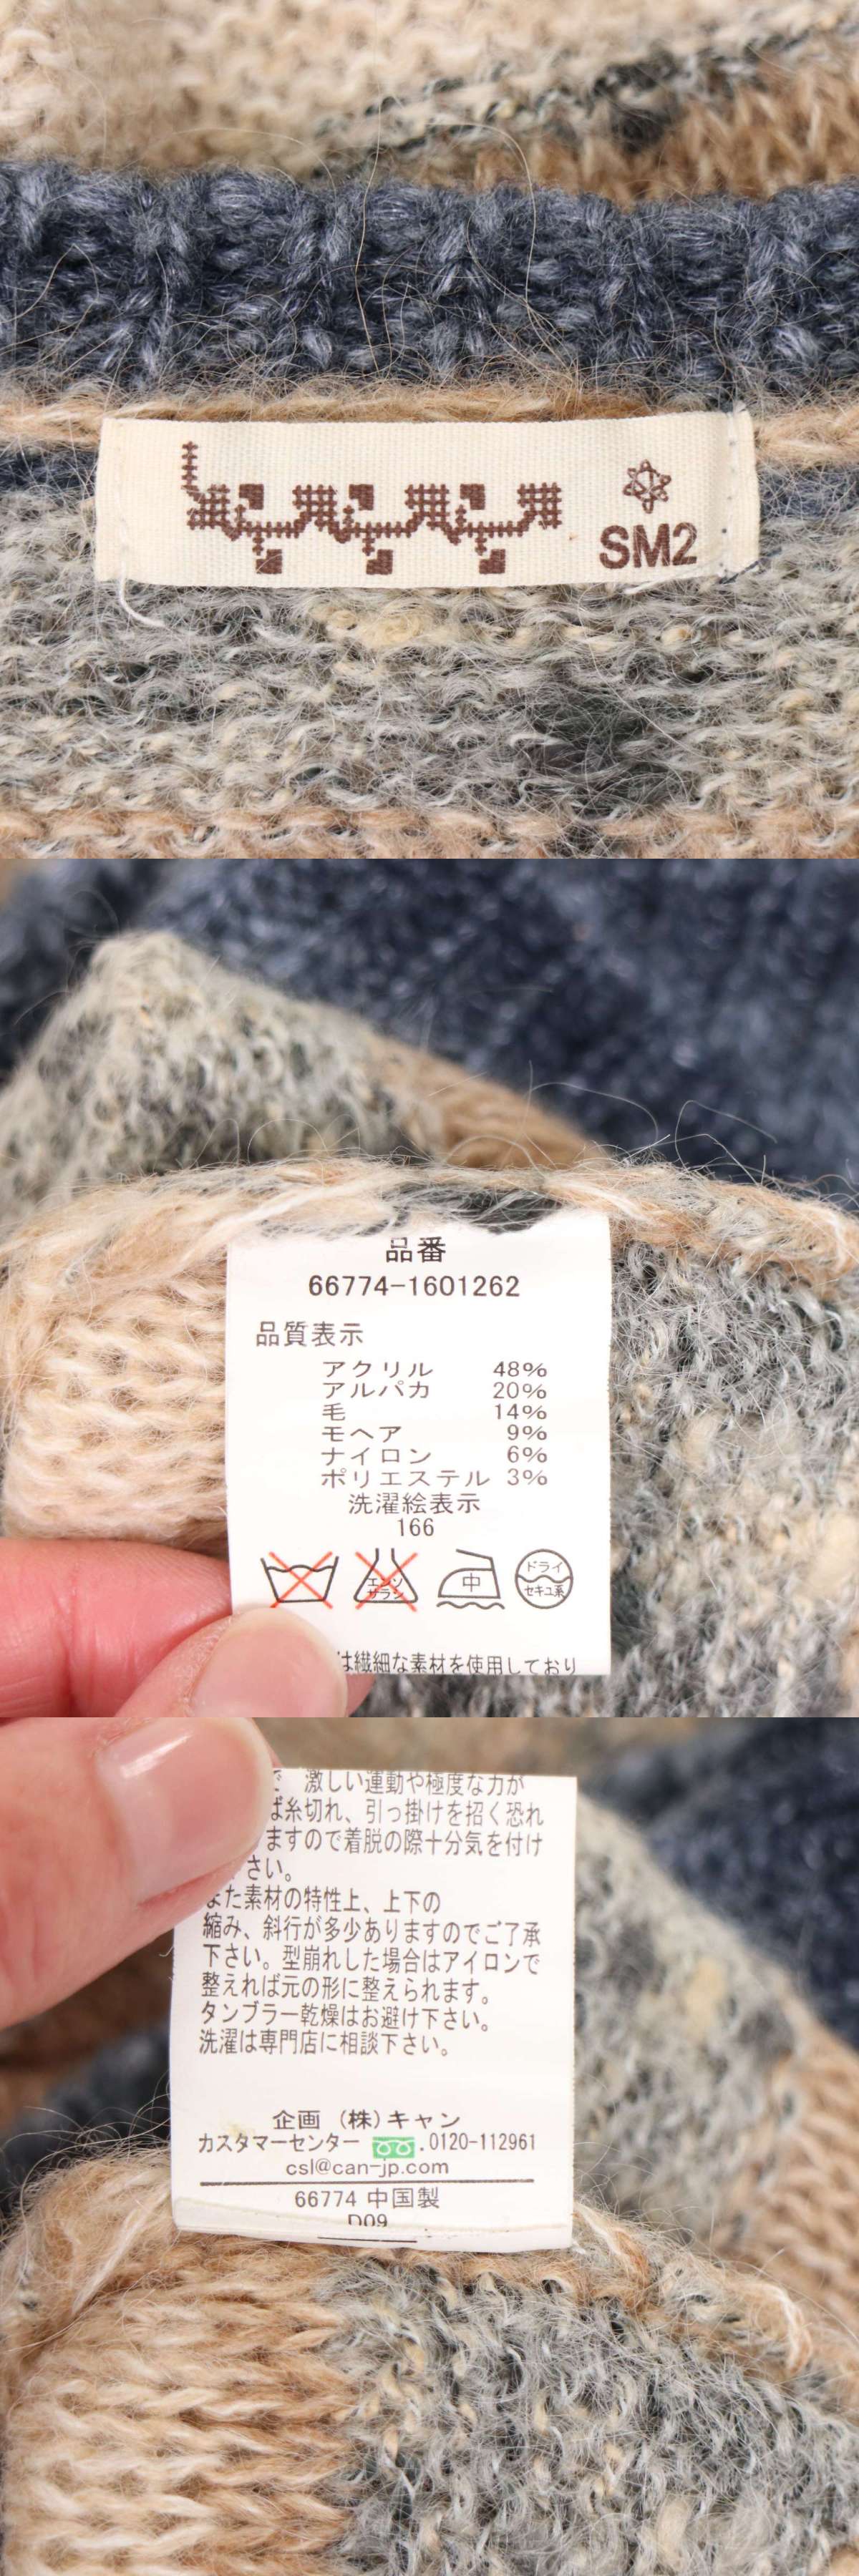 SM2
品番
66774-1601262
品質表示
アクリル 48%
アルパカ 20%
毛 14%
モヘア 9%
ナイロン 6%
ポリエステル 3%
洗濯絵表示
166
エンソ
サラシ
中
ドライ
セキユ系
は繊細な素材を使用しており
で 激しい運動や極度な力が
ば糸切れ、引っ掛けを招く恐れ
ますので着脱の際十分気を付け
さい。
また素材の特性上、上下の
縮み、斜行が多少ありますのでご了承
下さい。型崩れした場合はアイロンで
整えれば元の形に整えられます。
タンブラー乾燥はお避け下さい。
洗濯は専門店に相談下さい。
企画 (株)キャン
カスタマーセンター .0120-112961
csl@can-jp.com
66774 中国製
D09